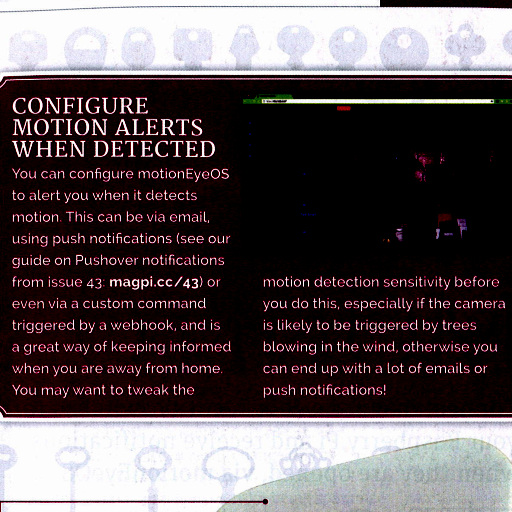 CONFIGURE
MOTION ALERTS
WHEN DETECTED
You can configure motionEyeOS
to alert you when it detects
motion. This can be via email,
using push notifications (see our
guide on Pushover notifications
from issue 43: magpi.cc/43) or
even via a custom command
triggered by a webhook, and is
a great way of keeping informed
when you are away from home.
You may want to tweak the
motion detection sensitivity before
you do this, especially if the camera
is likely to be triggered by trees
blowing in the wind, otherwise you
can end up with a lot of emails or
push notifications!